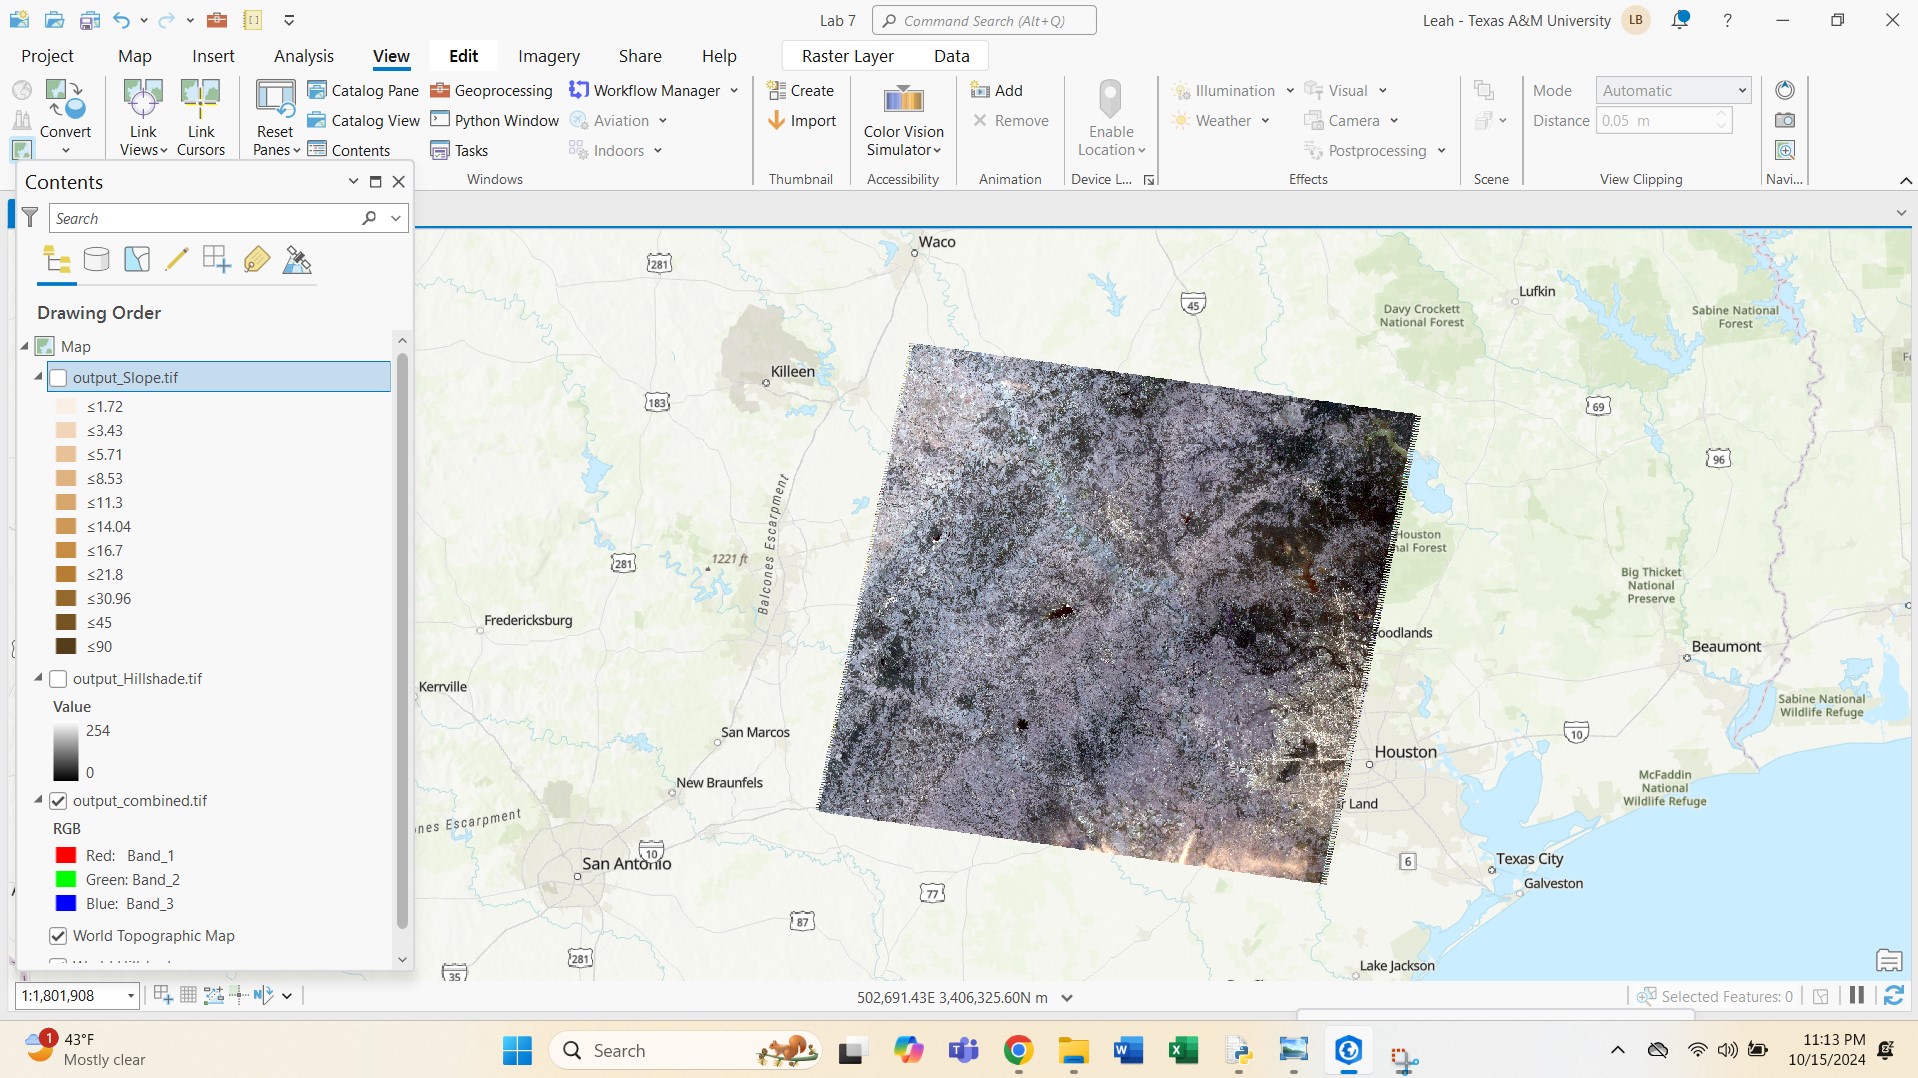 Lab 7
Command Search (Alt+Q)
Leah - Texas A&M University
LB
?
Project
Map
Insert
Analysis
View
Edit
Imagery
Share
Help
Raster Layer
Data
Convert
Link Views
Link Cursors
Reset Panes
Catalog Pane
Catalog View
Contents
Geoprocessing
Python Window
Tasks
Workflow Manager
Aviation
Indoors
Windows
Create
Import
Thumbnail
Color Vision Simulator
Accessibility
Add
Remove
Animation
Enable Location
Device L...
Illumination
Weather
Visual
Camera
Postprocessing
Effects
Scene
Mode
Automatic
Distance
0.05 m
View Clipping
Navi...
Contents
Search
Drawing Order
Map
output_Slope.tif
≤1.72
≤3.43
≤5.71
≤8.53
≤11.3
≤14.04
≤16.7
≤21.8
≤30.96
≤45
≤90
output_Hillshade.tif
Value
254
0
output_combined.tif
RGB
Red: Band_1
Green: Band_2
Blue: Band_3
World Topographic Map
Waco
281
45
Lufkin
Davy Crockett
National Forest
Sabine National
Forest
Killeen
183
69
96
Balcones Escarpment
1221 ft
281
Houston
nal Forest
Big Thicket
National
Preserve
Fredericksburg
oodlands
Beaumont
Kerrville
Sabine National
Wildlife Refuge
San Marcos
10
Houston
New Braunfels
McFaddin
National
Wildlife Refuge
r Land
nes Escarpment
10
San Antonio
6
Texas City
Galveston
77
87
281
35
Lake Jackson
1:1,801,908
502,691.43E 3,406,325.60N m
Selected Features: 0
1
43°F
Mostly clear
Search
11:13 PM
10/15/2024